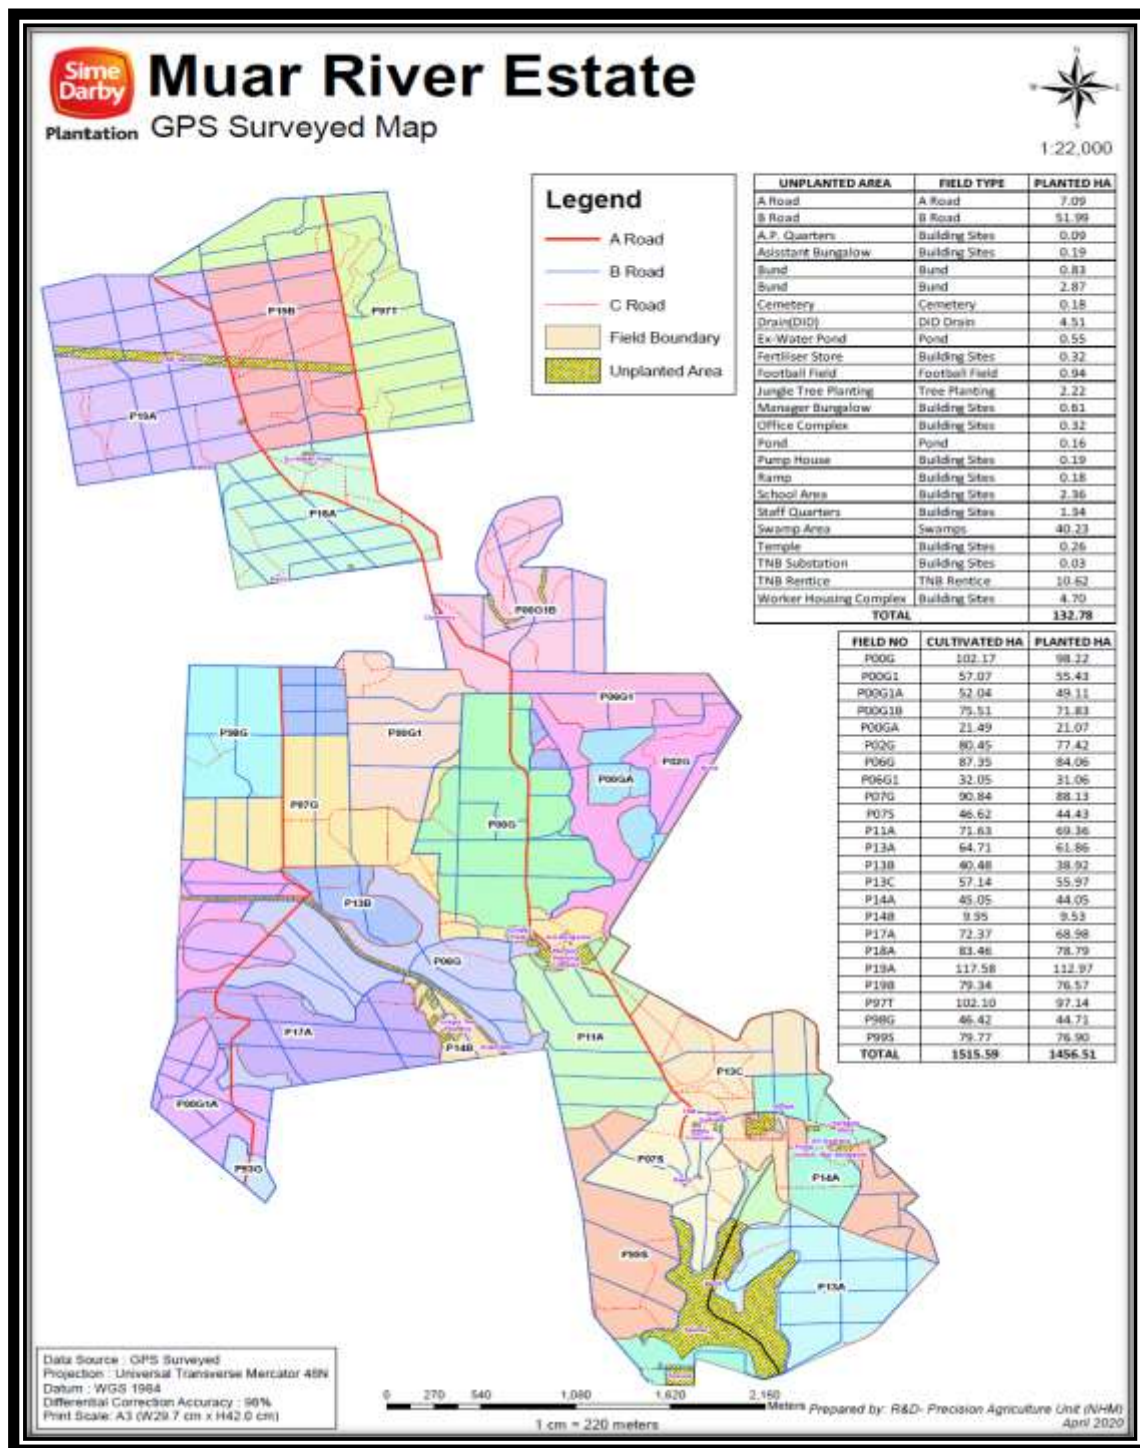 Sime
Darby
Plantation
Muar River Estate
GPS Surveyed Map
N
W
E
S
1:22,000
Legend
A Road
B Road
C Road
Field Boundary
Unplanted Area
UNPLANTED AREA FIELD TYPE PLANTED HA
A Road A Road 7.09
B Road B Road 51.99
A.P. Quarters Building Sites 0.09
Asisstant Bungalow Building Sites 0.19
Bund Bund 0.83
Bund Bund 2.87
Cemetery Cemetery 0.18
Drain(DID) DID Drain 4.51
Ex-Water Pond Pond 0.55
Fertiliser Store Building Sites 0.32
Football Field Football Field 0.94
Jungle Tree Planting Tree Planting 2.22
Manager Bungalow Building Sites 0.61
Office Complex Building Sites 0.32
Pond Pond 0.16
Pump House Building Sites 0.19
Ramp Building Sites 0.18
School Area Building Sites 2.36
Staff Quarters Building Sites 1.34
Swamp Area Swamps 40.23
Temple Building Sites 0.26
TNB Substation Building Sites 0.03
TNB Rentice TNB Rentice 10.62
Worker Housing Complex Building Sites 4.70
TOTAL 132.78
FIELD NO CULTIVATED HA PLANTED HA
P00G 102.17 98.22
P00G1 57.07 55.43
P00G1A 52.04 49.11
P00G1B 75.51 71.83
P00GA 21.49 21.07
P02G 80.45 77.42
P06G 87.35 84.06
P06G1 32.05 31.06
P07G 90.84 88.13
P07S 46.62 44.43
P11A 71.63 69.36
P13A 64.71 61.86
P13B 40.48 38.92
P13C 57.14 55.97
P14A 45.05 44.05
P14B 9.95 9.53
P17A 72.37 68.98
P18A 83.46 78.79
P19A 117.58 112.97
P19B 79.34 76.57
P97T 102.10 97.14
P98G 46.42 44.71
P99S 79.77 76.90
TOTAL 1515.59 1456.51
P19B
P97T
P19A
P18A
P00G1B
P00G1
P98G
P02G
P00GA
P07G
P00G
P13B
P17A
P14B
P11A
P13C
P00G1A
P07S
P14A
P99S
P13A
Data Source : GPS Surveyed
Projection : Universal Transverse Mercator 48N
Datum : WGS 1984
Differential Correction Accuracy : 98%
Print Scale: A3 (W29.7 cm x H42.0 cm)
0 270 540 1,080 1,620 2,160
Meters
1 cm = 220 meters
Prepared by: R&D- Precision Agriculture Unit (NHM)
April 2020